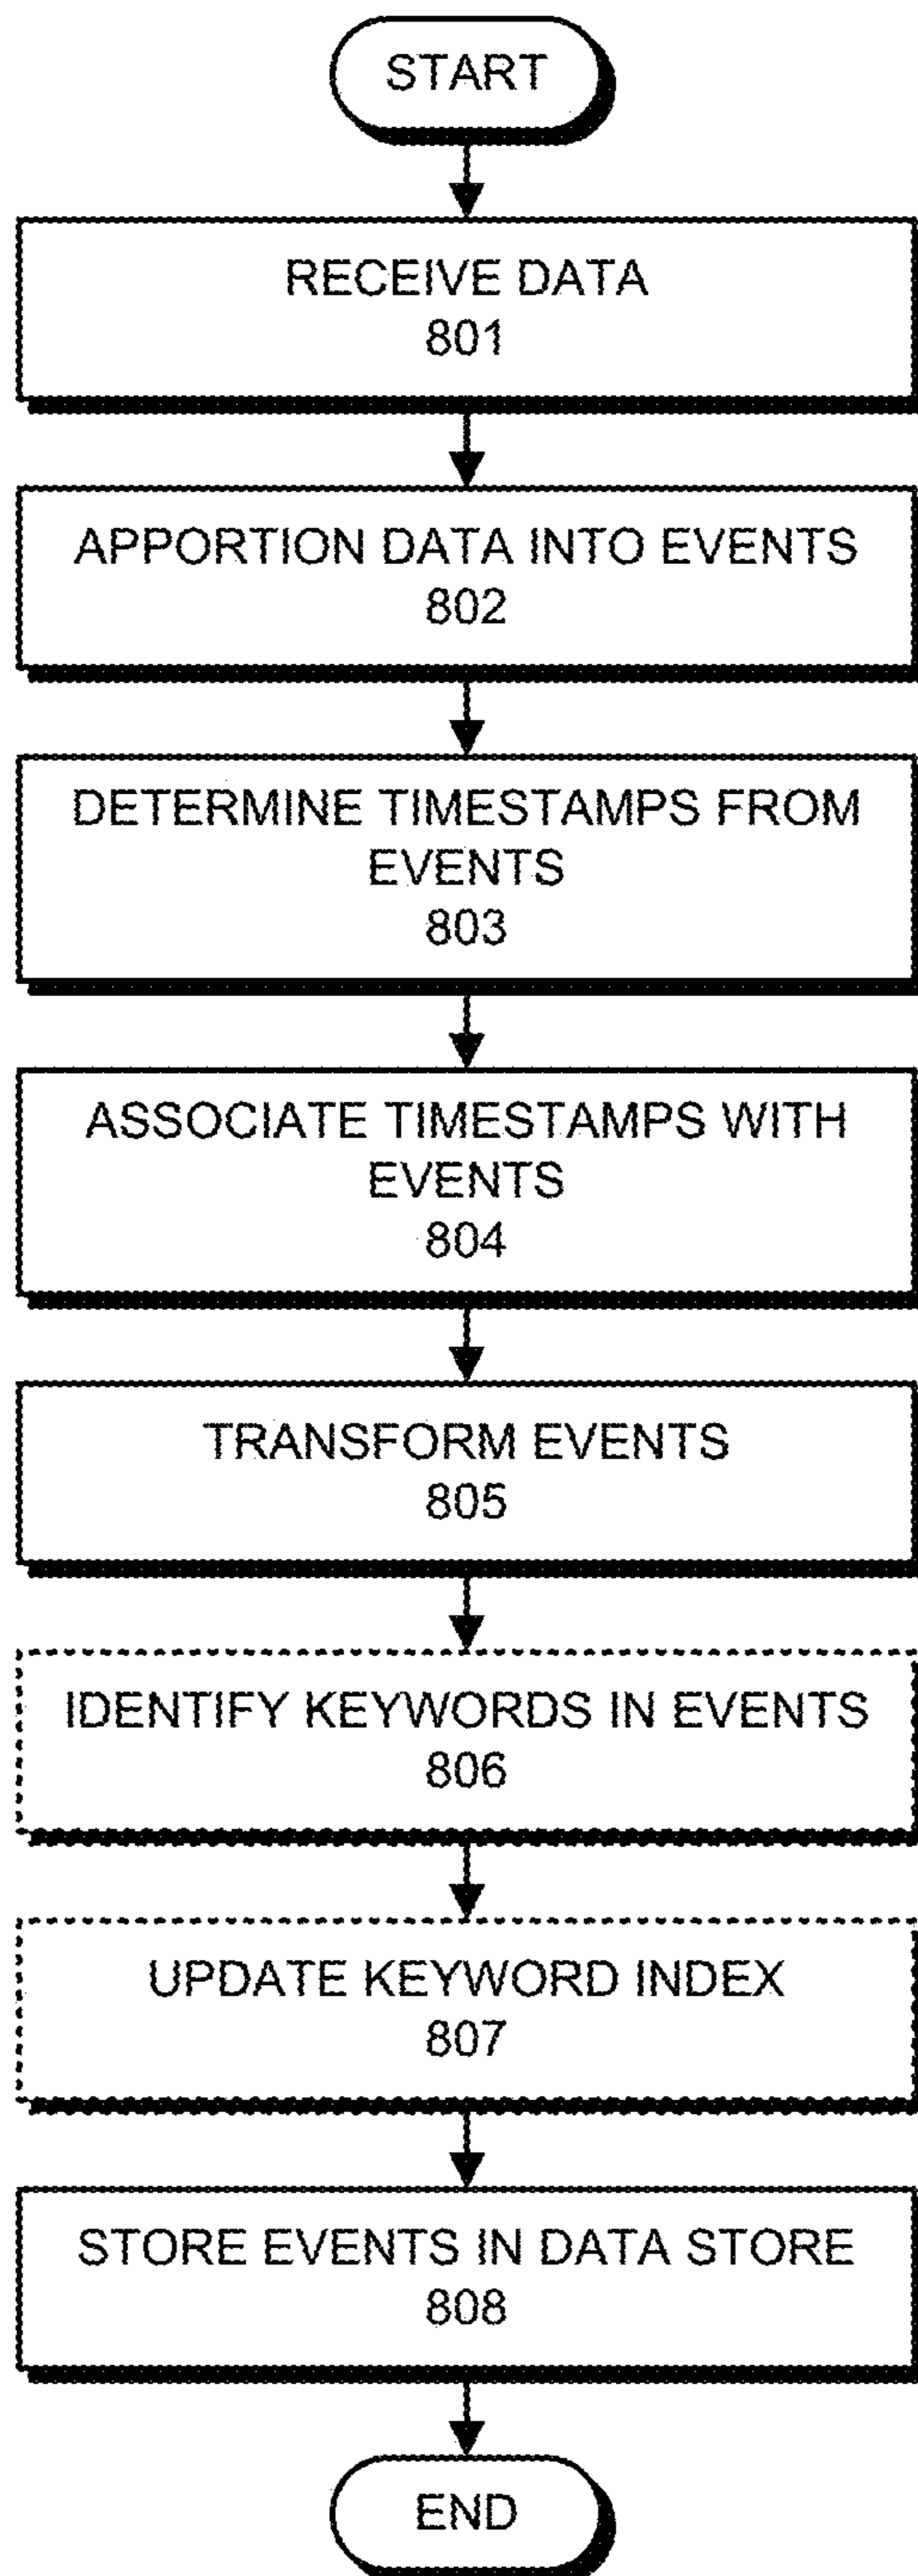 START
RECEIVE DATA
801
APPORTION DATA INTO EVENTS
802
DETERMINE TIMESTAMPS FROM
EVENTS
803
ASSOCIATE TIMESTAMPS WITH
EVENTS
804
TRANSFORM EVENTS
805
IDENTIFY KEYWORDS IN EVENTS
806
UPDATE KEYWORD INDEX
807
STORE EVENTS IN DATA STORE
808
END